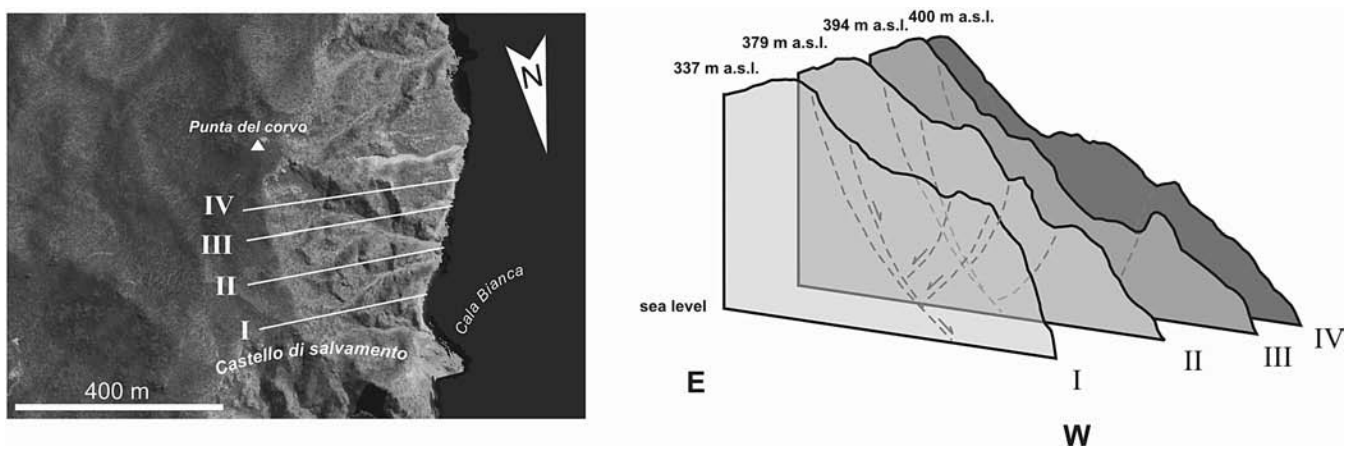 N
Punta del corvo
IV
III
II
I
Cala Bianca
Castello di salvamento
400 m
400 m a.s.l.
394 m a.s.l.
379 m a.s.l.
337 m a.s.l.
sea level
E
I
II
III
IV
W